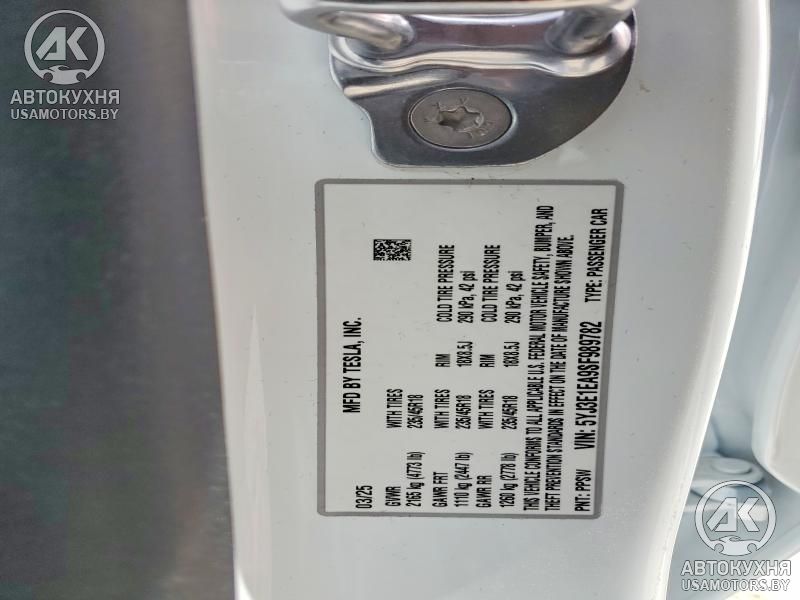 AK
АВТОКУХНЯ
USAMOTORS.BY
MFD BY TESLA, INC.
03/25
GVWR WITH TIRES RIM COLD TIRE PRESSURE
2165 kg (4773 lb) 235/45R18 18X8.5J 290 kPa, 42 psi
GAWR FRT WITH TIRES RIM COLD TIRE PRESSURE
1110 kg (2447 lb) 235/45R18 18X8.5J 290 kPa, 42 psi
GAWR RR
1260 kg (2778 lb) 235/45R18
THIS VEHICLE CONFORMS TO ALL APPLICABLE U.S. FEDERAL MOTOR VEHICLE SAFETY, BUMPER, AND
THEFT PREVENTION STANDARDS IN EFFECT ON THE DATE OF MANUFACTURE SHOWN ABOVE.
VIN: 5YJ3E1EA9SF989782
PNT: PPSW TYPE: PASSENGER CAR
AK
АВТОКУХНЯ
USAMOTORS.BY